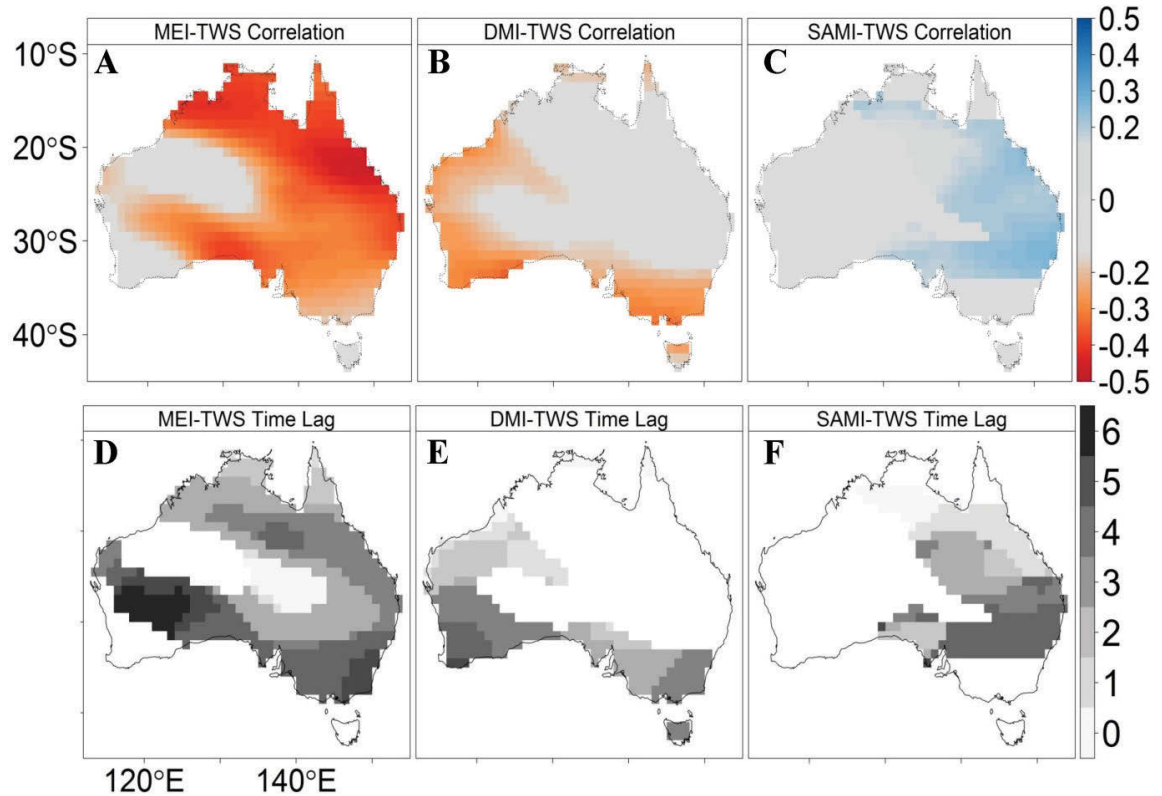 MEI-TWS Correlation
DMI-TWS Correlation
SAMI-TWS Correlation
A
B
C
10°S
20°S
30°S
40°S
0.5
0.4
0.3
0.2
0
-0.2
-0.3
-0.4
-0.5
MEI-TWS Time Lag
DMI-TWS Time Lag
SAMI-TWS Time Lag
D
E
F
6
5
4
3
2
1
0
120°E
140°E